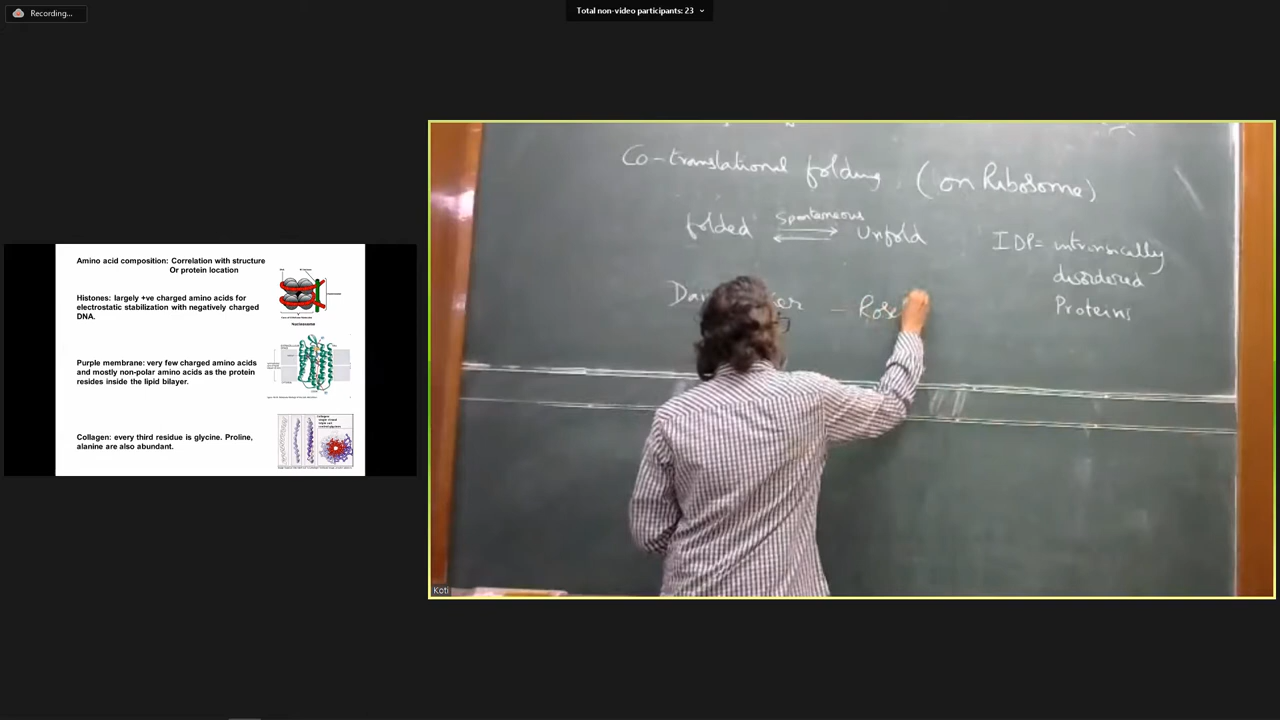 Recording...
Total non-video participants: 23
Amino acid composition: Correlation with structure
Or protein location
Histones: largely +ve charged amino acids for
electrostatic stabilization with negatively charged
DNA.
Nucleosome
Purple membrane: very few charged amino acids
and mostly non-polar amino acids as the protein
resides inside the lipid bilayer.
Collagen: every third residue is glycine. Proline,
alanine are also abundant.
Co-translational folding (on Ribosome)
folded Spontaneous Unfold
IDP = intrinsically
disordered
Proteins
Koti